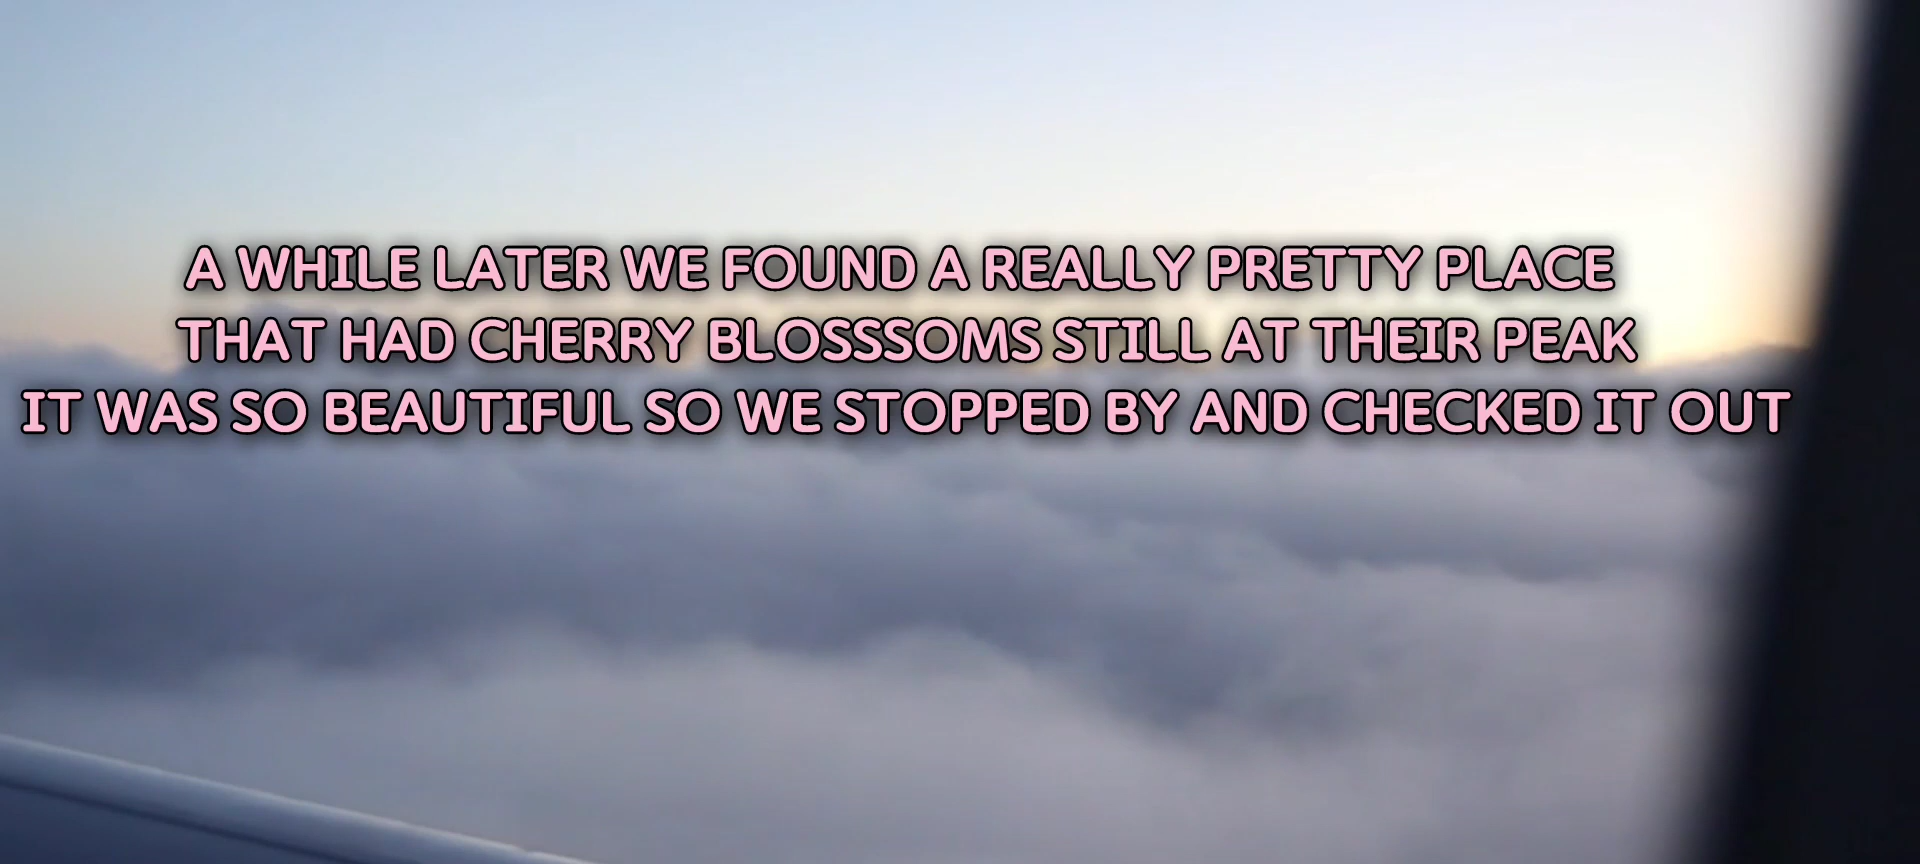 A WHILE LATER WE FOUND A REALLY PRETTY PLACE
THAT HAD CHERRY BLOSSSOMS STILL AT THEIR PEAK
IT WAS SO BEAUTIFUL SO WE STOPPED BY AND CHECKED IT OUT